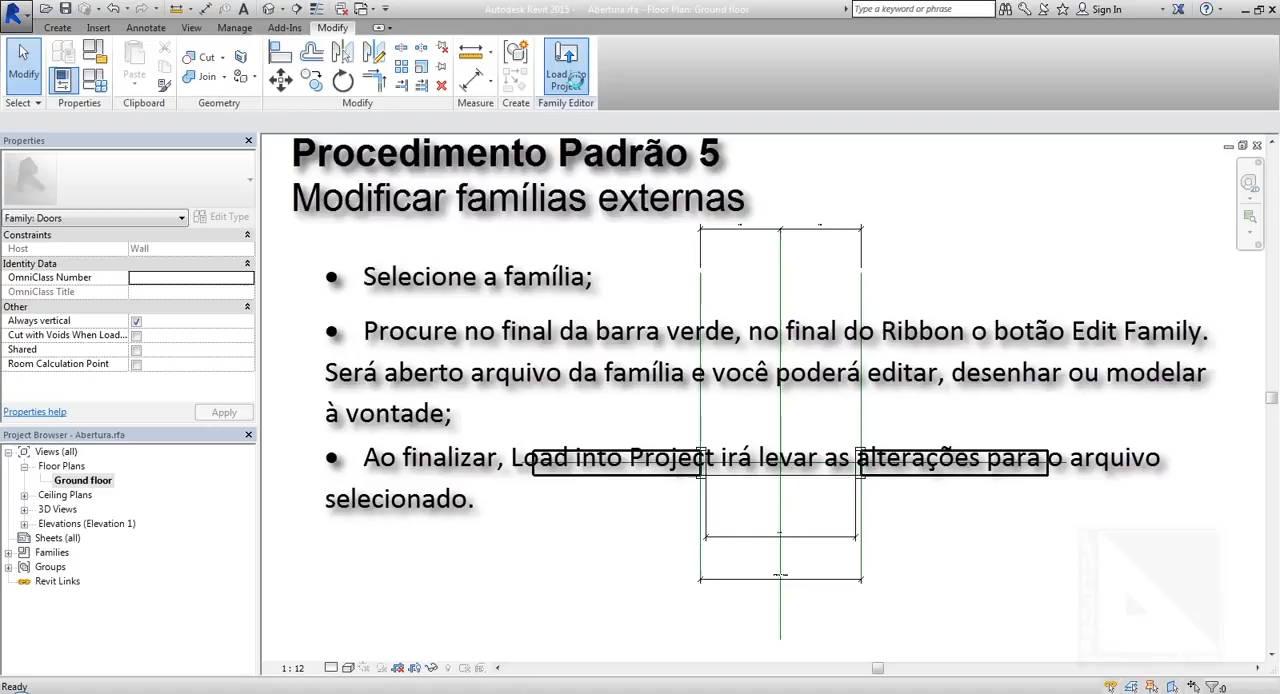 Autodesk Revit 2015 - Abertura.rfa - Floor Plan: Ground floor
Type a keyword or phrase
Sign In
Create Insert Annotate View Manage Add-Ins Modify
Modify
Paste
Cut
Join
Load into
Project
Select Properties Clipboard Geometry Modify Measure Create Family Editor
Properties
Family: Doors
Edit Type
Constraints
Host Wall
Identity Data
OmniClass Number
OmniClass Title
Other
Always vertical
Cut with Voids When Load...
Shared
Room Calculation Point
Properties help
Apply
Project Browser - Abertura.rfa
Views (all)
Floor Plans
Ground floor
Ceiling Plans
3D Views
Elevations (Elevation 1)
Sheets (all)
Families
Groups
Revit Links
Procedimento Padrão 5
Modificar famílias externas
• Selecione a família;
• Procure no final da barra verde, no final do Ribbon o botão Edit Family.
Será aberto arquivo da família e você poderá editar, desenhar ou modelar
à vontade;
• Ao finalizar, Load into Project irá levar as alterações para o arquivo
selecionado.
1 : 12
Ready
:0